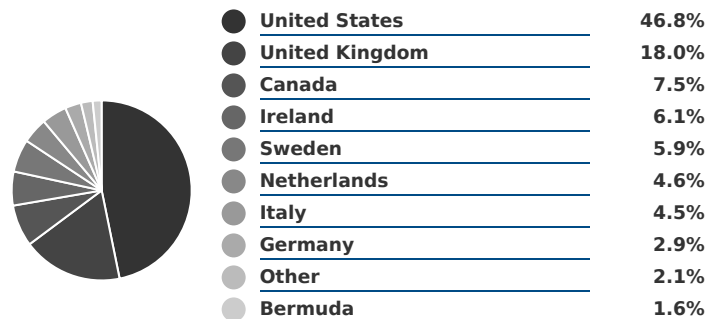 United States 46.8%
United Kingdom 18.0%
Canada 7.5%
Ireland 6.1%
Sweden 5.9%
Netherlands 4.6%
Italy 4.5%
Germany 2.9%
Other 2.1%
Bermuda 1.6%